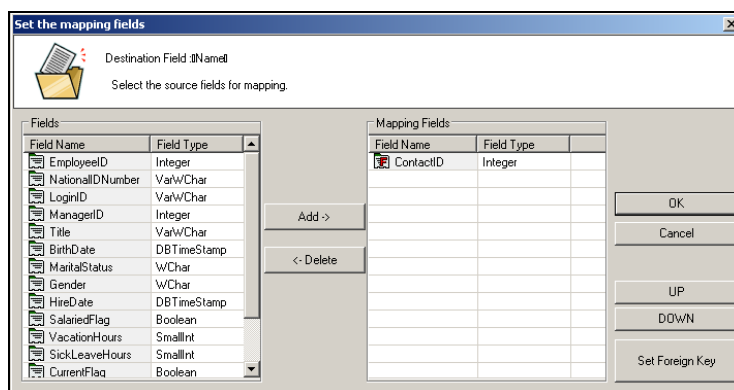 Set the mapping fields
Destination Field :▯Name▯
Select the source fields for mapping.
Fields
Field Name Field Type
EmployeeID Integer
NationalIDNumber VarWChar
LoginID VarWChar
ManagerID Integer
Title VarWChar
BirthDate DBTimeStamp
MaritalStatus WChar
Gender WChar
HireDate DBTimeStamp
SalariedFlag Boolean
VacationHours SmallInt
SickLeaveHours SmallInt
CurrentFlag Boolean
Add ->
<- Delete
Mapping Fields
Field Name Field Type
ContactID Integer
OK
Cancel
UP
DOWN
Set Foreign Key